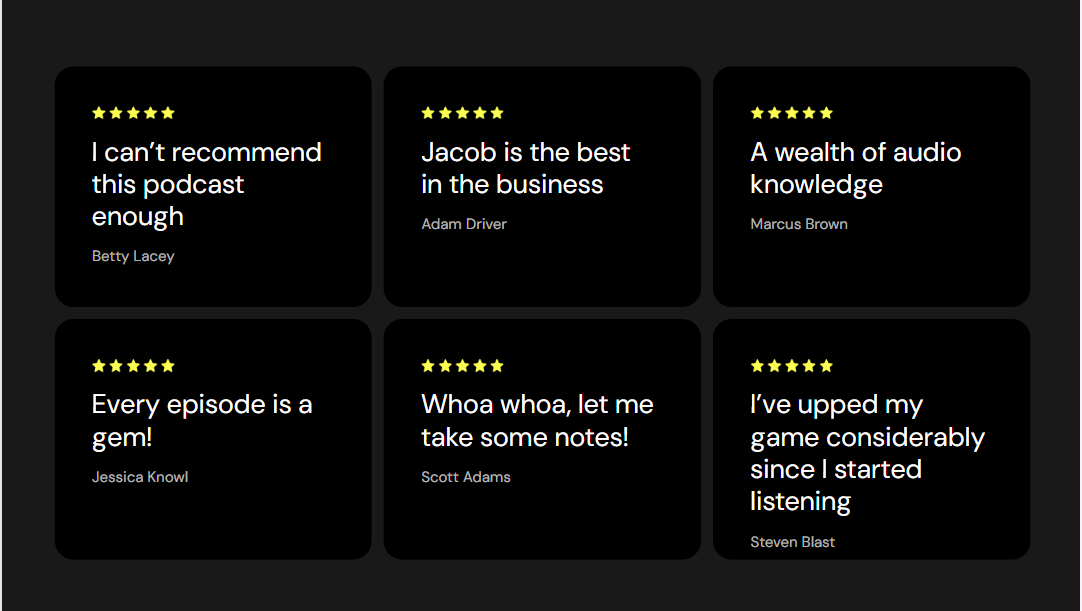 I can’t recommend
this podcast
enough
Betty Lacey
Jacob is the best
in the business
Adam Driver
A wealth of audio
knowledge
Marcus Brown
Every episode is a
gem!
Jessica Knowl
Whoa whoa, let me
take some notes!
Scott Adams
I’ve upped my
game considerably
since I started
listening
Steven Blast